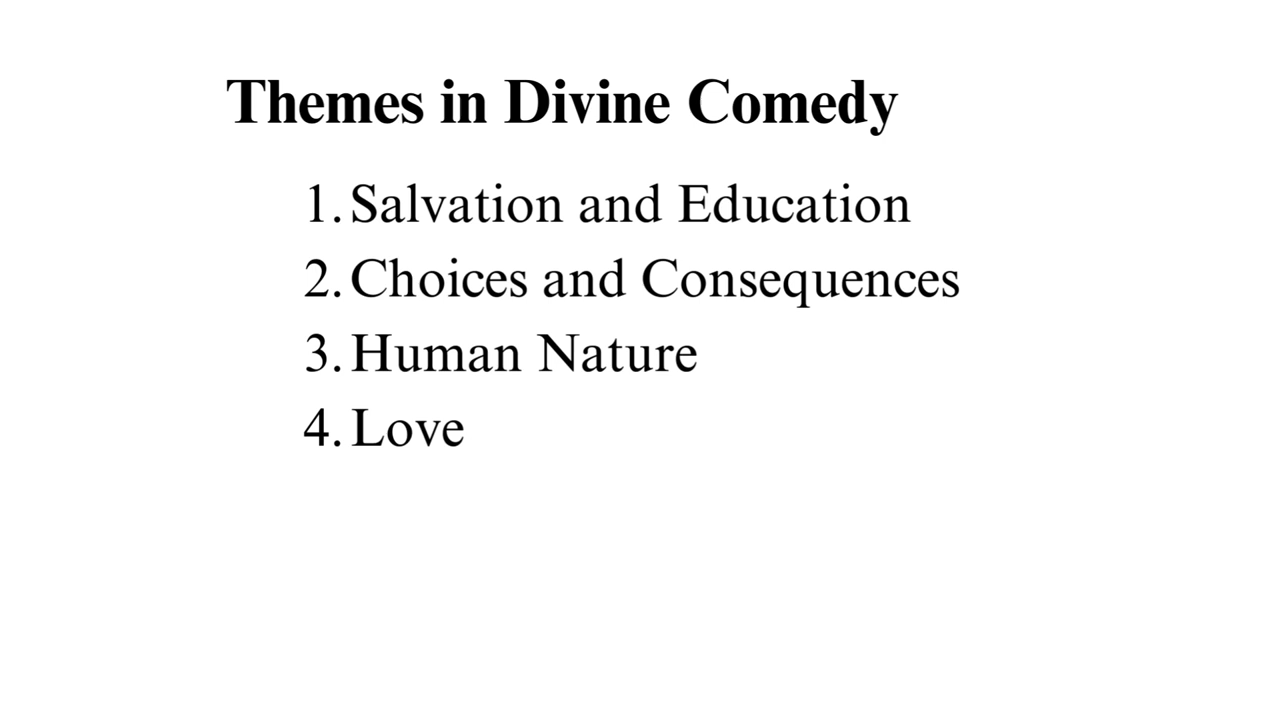 Themes in Divine Comedy
1. Salvation and Education
2. Choices and Consequences
3. Human Nature
4. Love